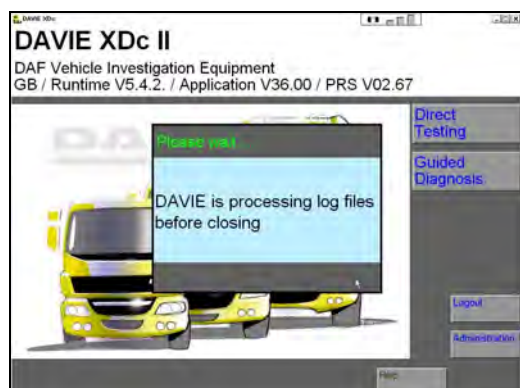 DAVIE XDc
DAVIE XDc II
DAF Vehicle Investigation Equipment
GB / Runtime V5.4.2. / Application V36.00 / PRS V02.67
Direct
Testing
Guided
Diagnosis
Please wait
DAVIE is processing log files
before closing
Logout
Administration
Help